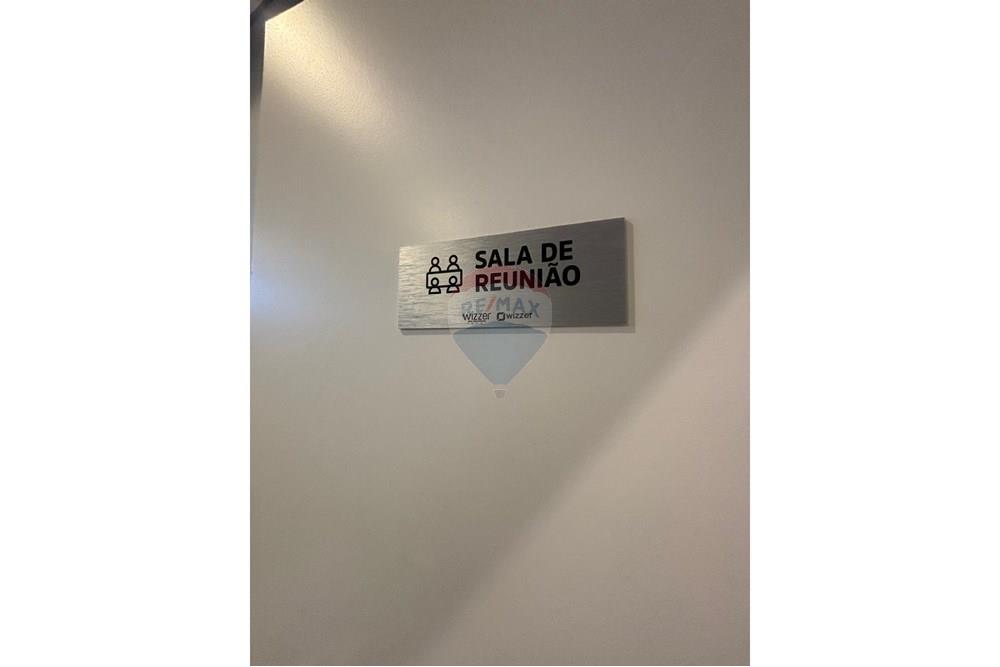 SALA DE
REUNIÃO
RE/MAX
wizzer wizzer